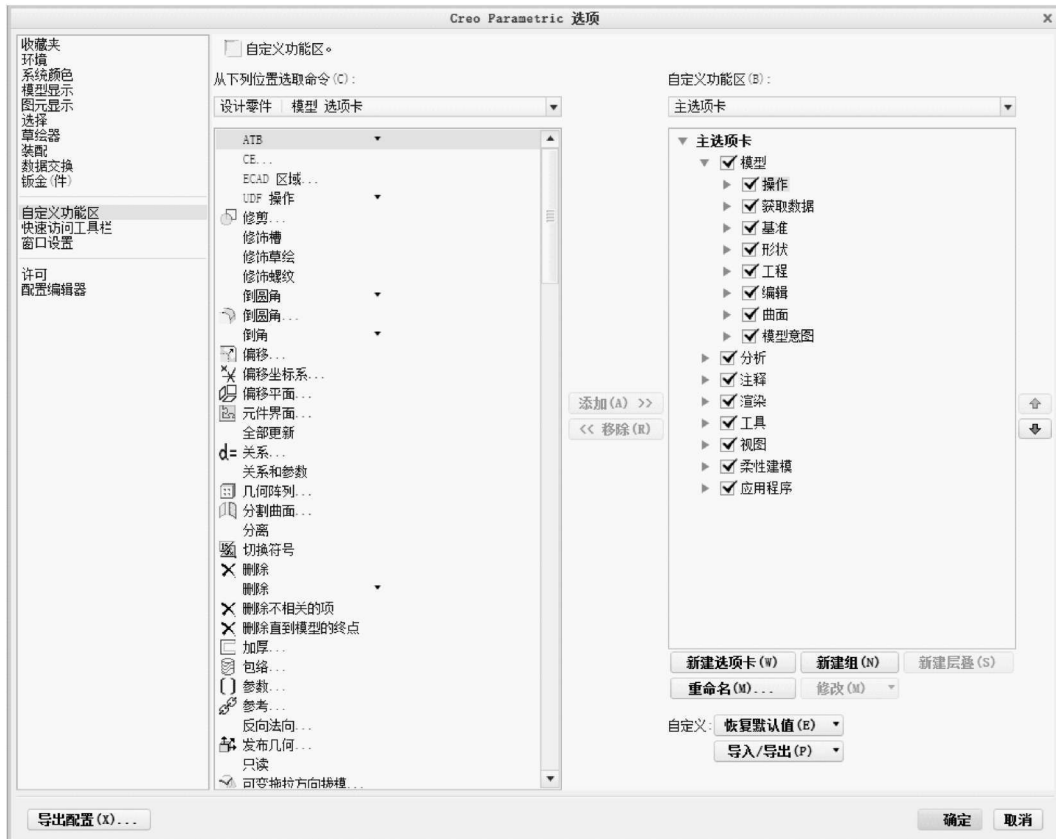 Creo Parametric 选项
收藏夹
环境
系统颜色
模型显示
图元显示
选择
草绘器
装配
数据交换
钣金(件)
自定义功能区
快速访问工具栏
窗口设置
许可
配置编辑器
自定义功能区。
从下列位置选取命令(C):
设计零件 | 模型 选项卡
ATB
CE...
ECAD 区域...
UDF 操作
修剪...
修饰槽
修饰草绘
修饰螺纹
倒圆角
倒圆角...
倒角
偏移...
偏移坐标系...
偏移平面...
元件界面...
全部更新
d= 关系...
关系和参数
几何阵列...
分割曲面...
分离
切换符号
删除
删除
删除不相关的项
删除直到模型的终点
加厚...
包络...
参数...
参考...
反向法向...
发布几何...
只读
可变拖拉方向拔模...
添加(A) >>
<< 移除(R)
自定义功能区(B):
主选项卡
主选项卡
模型
操作
获取数据
基准
形状
工程
编辑
曲面
模型意图
分析
注释
渲染
工具
视图
柔性建模
应用程序
新建选项卡(W) 新建组(N) 新建层叠(S)
重命名(M)... 修改(M)
自定义: 恢复默认值(E)
导入/导出(P)
导出配置(X)... 确定 取消